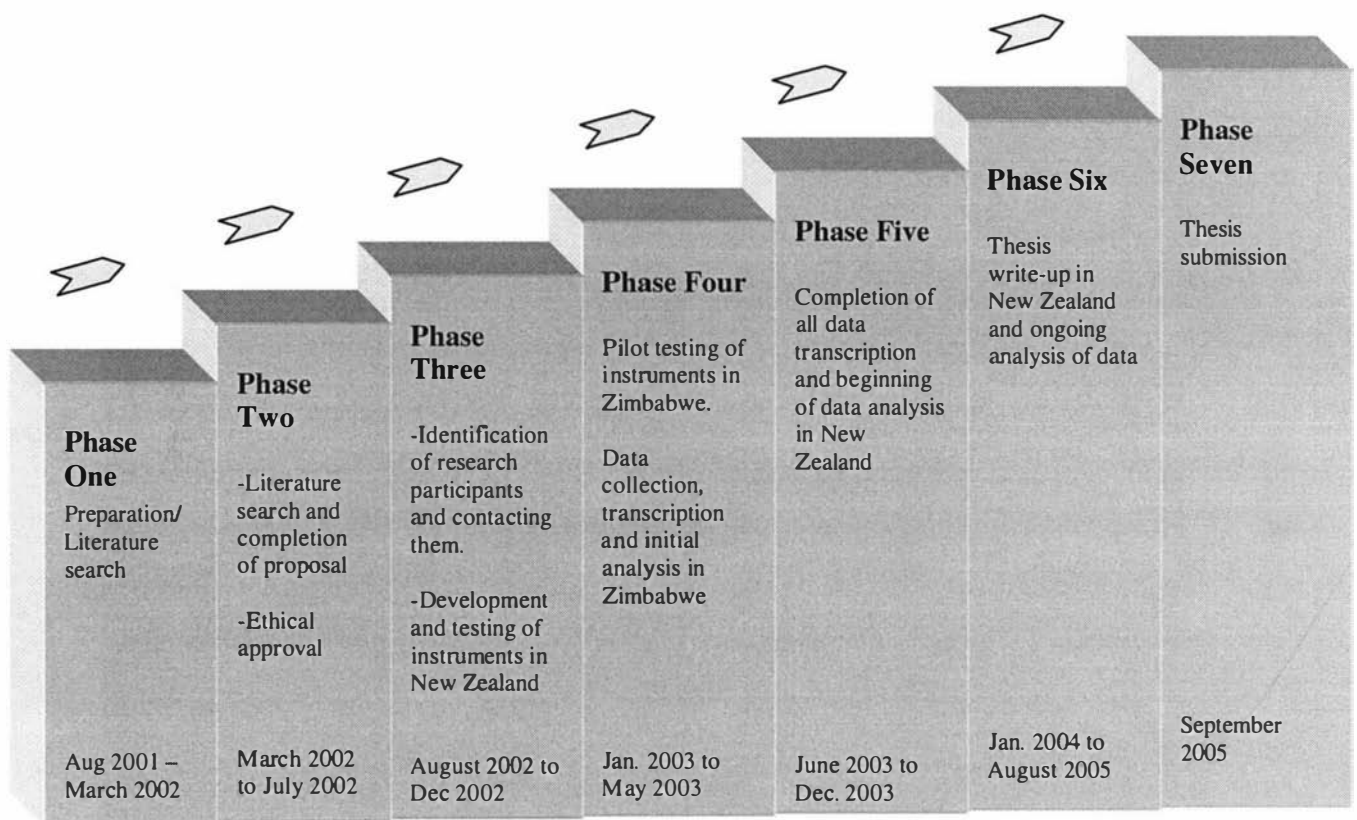 Phase
One
Preparation/
Literature
search
Aug 2001 –
March 2002
Phase
Two
-Literature
search and
completion
of proposal
-Ethical
approval
March 2002
to July 2002
Phase
Three
-Identification
of research
participants
and contacting
them.
-Development
and testing of
instruments in
New Zealand
August 2002 to
Dec 2002
Phase Four
Pilot testing of
instruments in
Zimbabwe.
Data
collection,
transcription
and initial
analysis in
Zimbabwe
Jan. 2003 to
May 2003
Phase Five
Completion of
all data
transcription
and beginning
of data analysis
in New
Zealand
June 2003 to
Dec. 2003
Phase Six
Thesis
write-up in
New Zealand
and ongoing
analysis of data
Jan. 2004 to
August 2005
Phase
Seven
Thesis
submission
September
2005